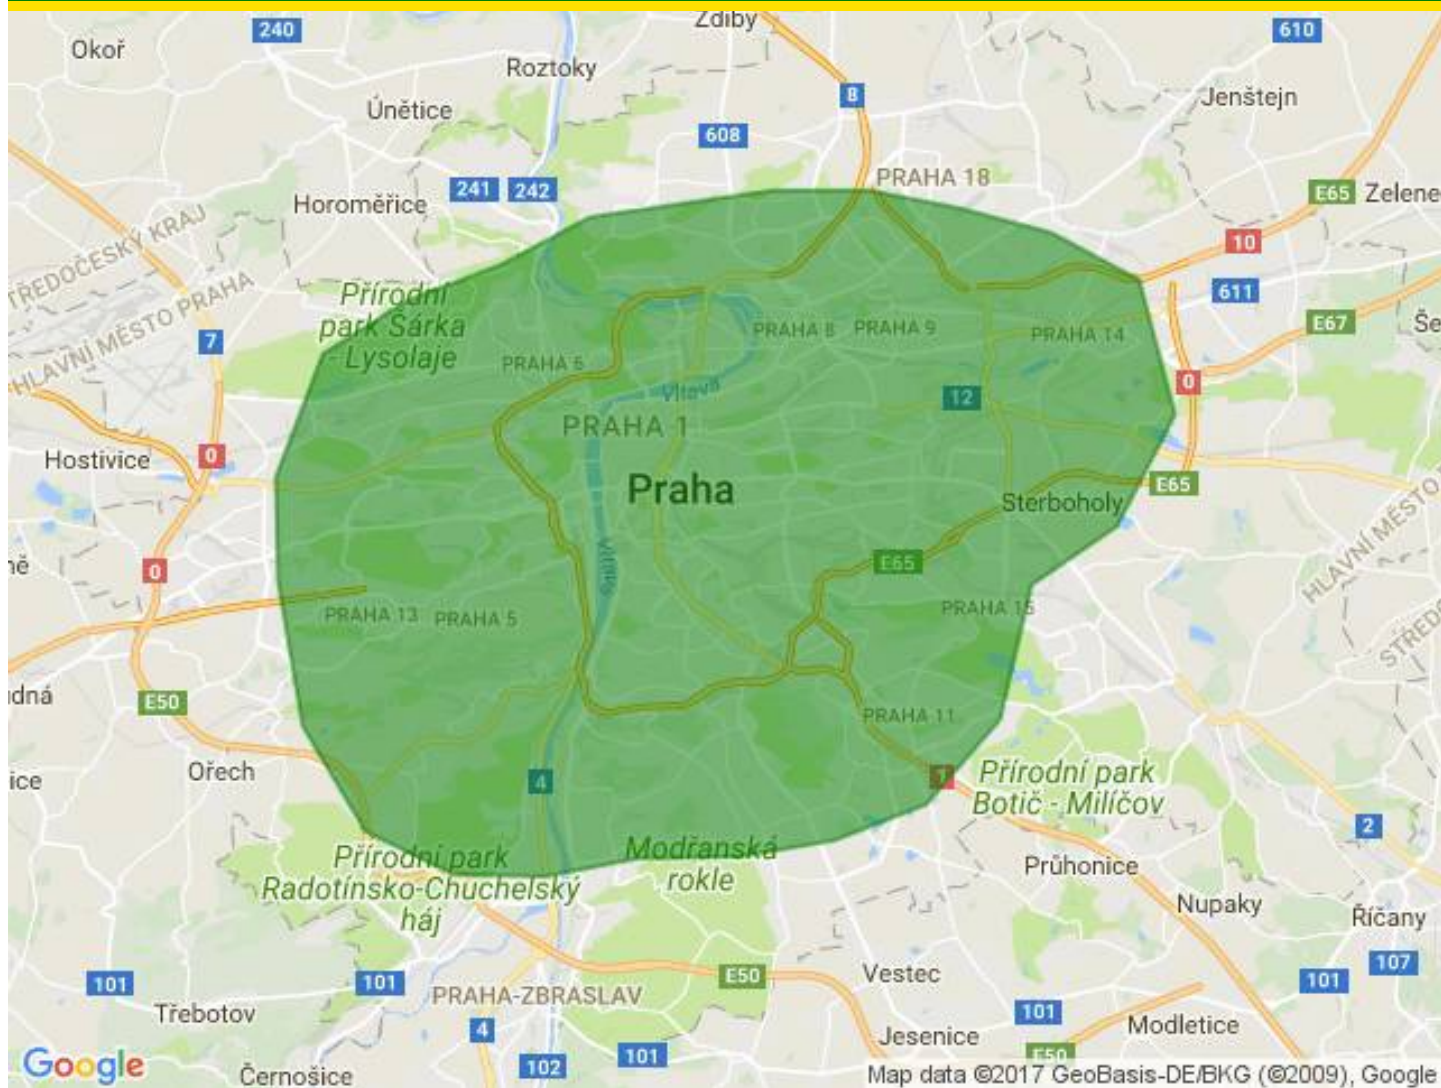 240
Zdiby
610
Okoř
Roztoky
8
Jenštejn
Únětice
608
PRAHA 18
241
242
E65
Zelene
Horoměřice
STŘEDOČESKÝ KRAJ
HLAVNÍ MĚSTO PRAHA
10
611
Přírodní
park Šárka
- Lysolaje
7
PRAHA 8
PRAHA 9
PRAHA 14
E67
Še
PRAHA 6
0
Vltava
12
PRAHA 1
Hostivice
0
Praha
E65
Sterboholy
HLAVNÍ MĚSTO
STŘEDO
Vltava
E65
ně
0
PRAHA 13
PRAHA 5
PRAHA 15
udná
E50
PRAHA 11
Ořech
ice
4
1
Přírodní park
Botič - Milíčov
2
Přírodní park
Radotínsko-Chuchelský
háj
Modřanská
rokle
Průhonice
Nupaky
Říčany
101
101
E50
Vestec
101
107
PRAHA-ZBRASLAV
Třebotov
4
101
Jesenice
Modletice
101
102
E50
Google
Černošice
Map data ©2017 GeoBasis-DE/BKG (©2009), Google